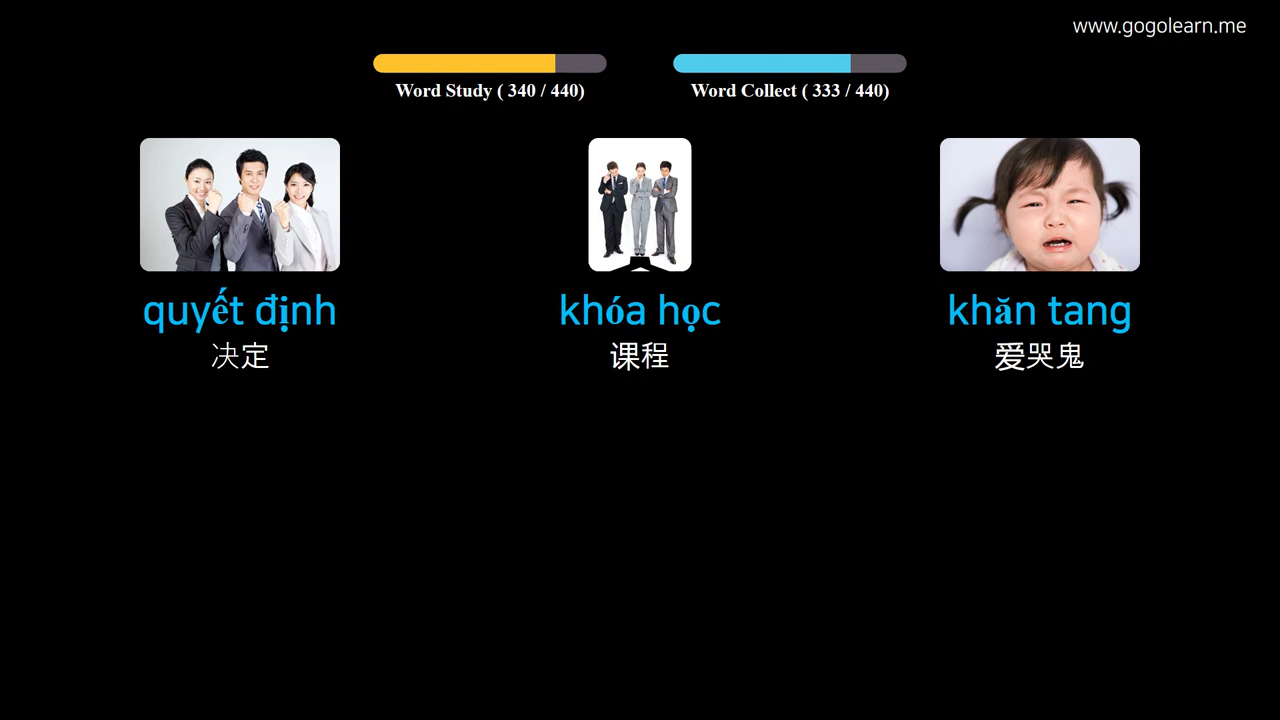 www.gogolearn.me
Word Study ( 340 / 440)
Word Collect ( 333 / 440)
quyết định
决定
khóa học
课程
khăn tang
爱哭鬼